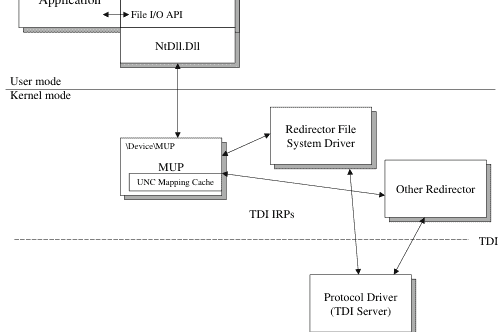 Application
File I/O API
NtDll.Dll
User mode
Kernel mode
\Device\MUP
MUP
UNC Mapping Cache
Redirector File
System Driver
Other Redirector
TDI IRPs
TDI
Protocol Driver
(TDI Server)